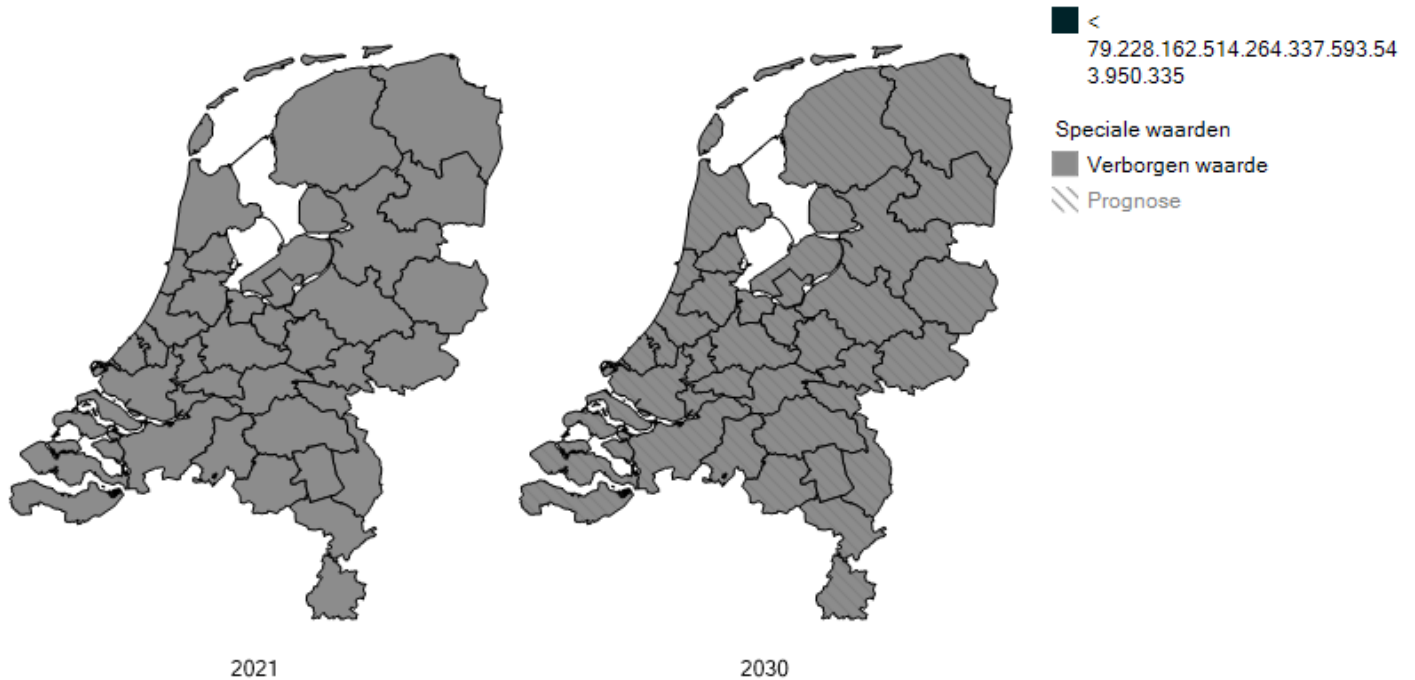 <
79.228.162.514.264.337.593.54
3.950.335
Speciale waarden
Verborgen waarde
Prognose
2021
2030